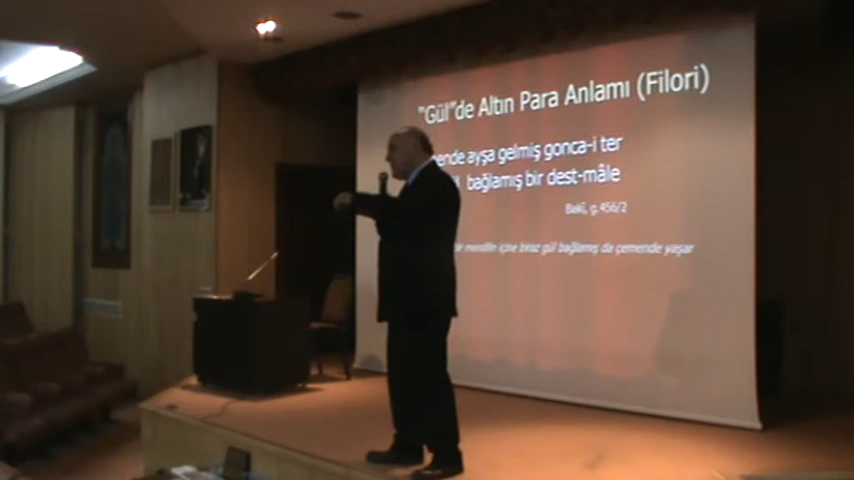 "Gül"de Altın Para Anlamı (Filori)
ayşa gelmiş gonca-i ter
bağlamış bir dest-mâle
Bakî, g.456/2
mendilin içine biraz gül bağlamış da çemende yaşar